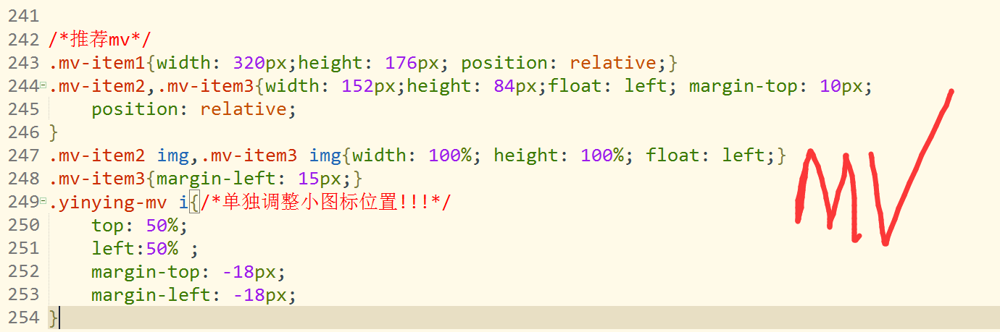 241
242 /*推荐mv*/
243 .mv-item1{width: 320px;height: 176px; position: relative;}
244 .mv-item2,.mv-item3{width: 152px;height: 84px;float: left; margin-top: 10px;
245     position: relative;
246 }
247 .mv-item2 img,.mv-item3 img{width: 100%; height: 100%; float: left;}
248 .mv-item3{margin-left: 15px;}
249 .yinying-mv i{/*单独调整小图标位置!!!*/
250     top: 50%;
251     left:50% ;
252     margin-top: -18px;
253     margin-left: -18px;
254 }
MV